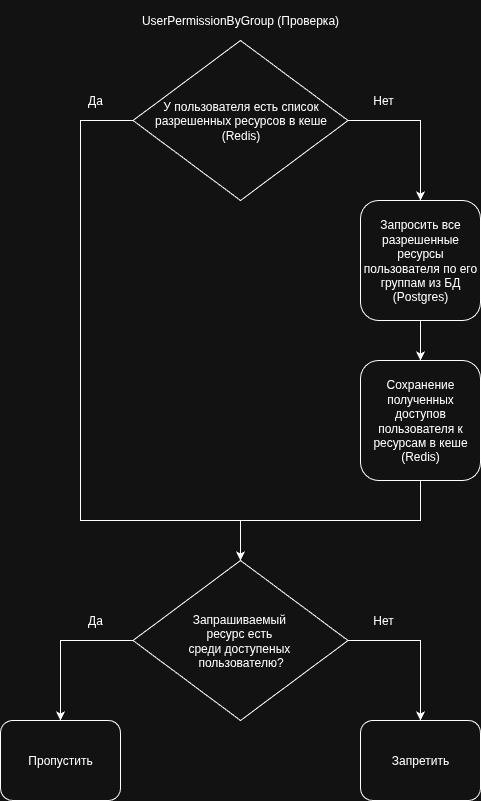 UserPermissionByGroup (Проверка)
Да
Нет
У пользователя есть список
разрешенных ресурсов в кеше
(Redis)
Запросить все
разрешенные
ресурсы
пользователя по его
группам из БД
(Postgres)
Сохранение
полученных
доступов
пользователя к
ресурсам в кеше
(Redis)
Да
Нет
Запрашиваемый
ресурс есть
среди доступеных
пользователю?
Пропустить
Запретить